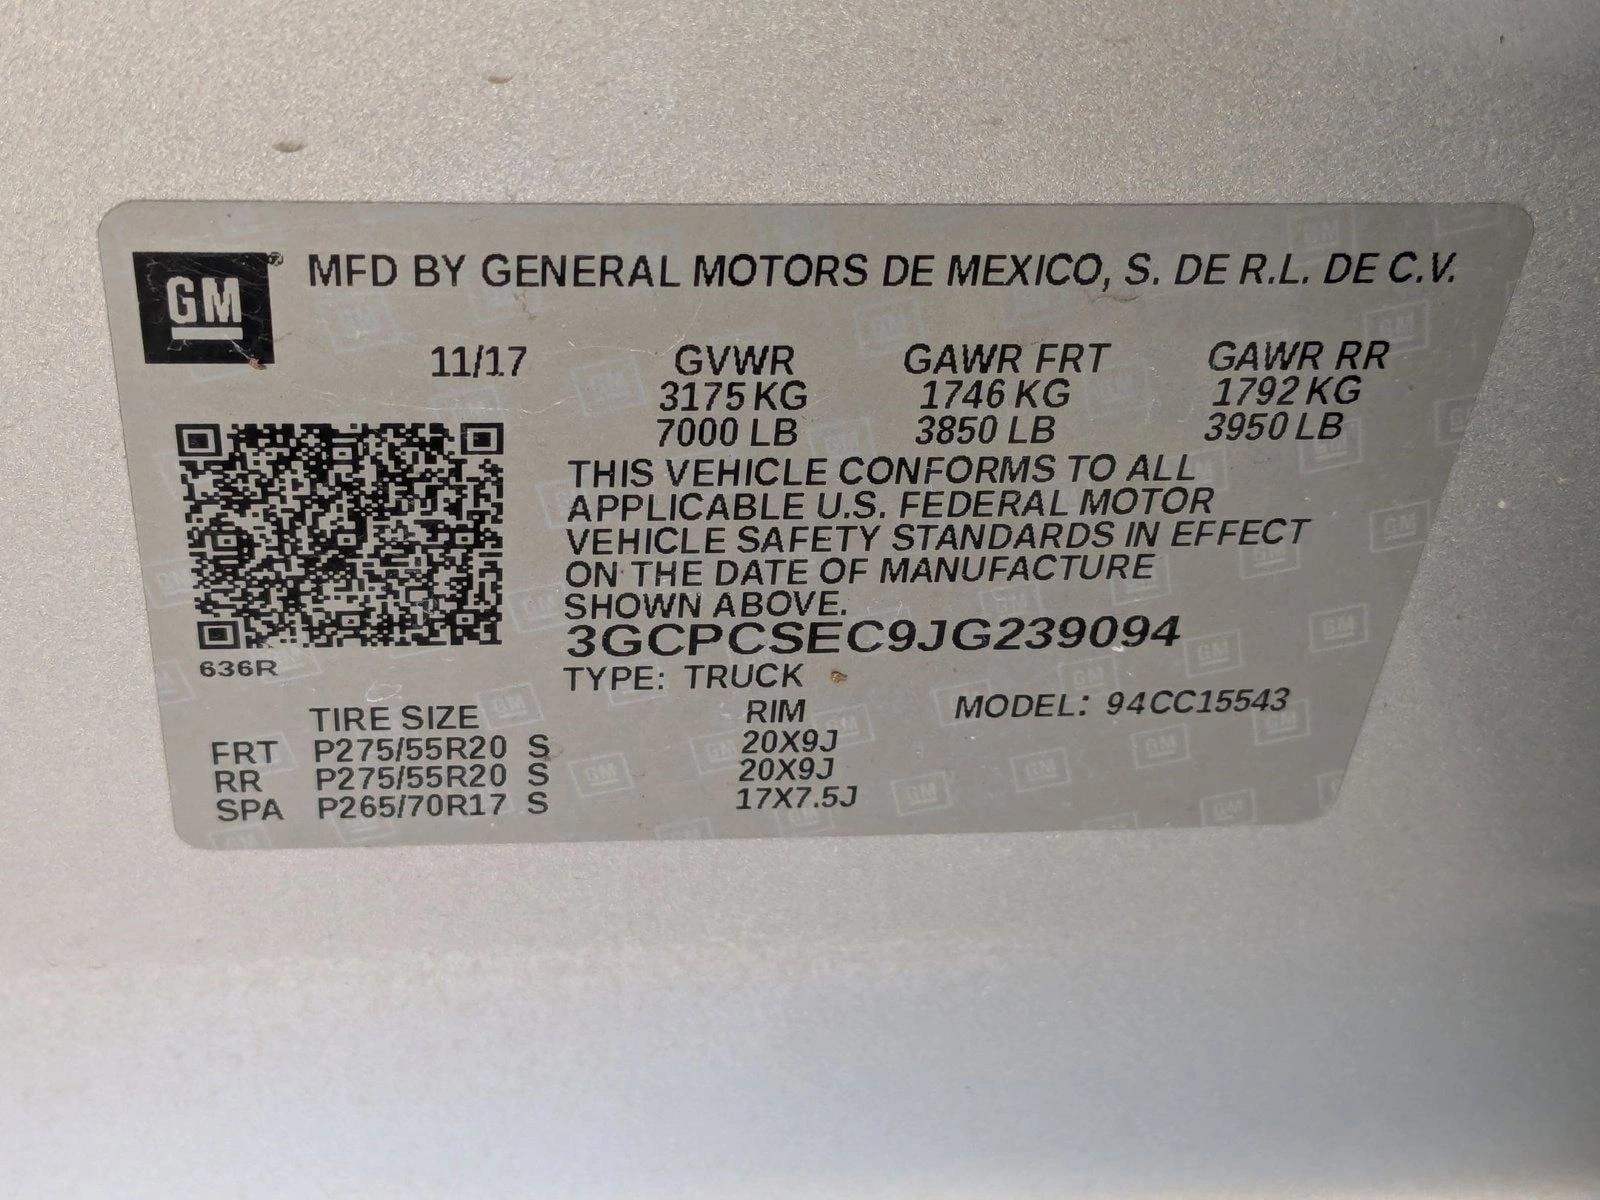 GM ® MFD BY GENERAL MOTORS DE MEXICO, S. DE R.L. DE C.V.
11/17 GVWR GAWR FRT GAWR RR
3175 KG 1746 KG 1792 KG
7000 LB 3850 LB 3950 LB
THIS VEHICLE CONFORMS TO ALL
APPLICABLE U.S. FEDERAL MOTOR
VEHICLE SAFETY STANDARDS IN EFFECT
ON THE DATE OF MANUFACTURE
SHOWN ABOVE.
3GCPCSEC9JG239094
636R
TYPE: TRUCK
TIRE SIZE RIM MODEL: 94CC15543
FRT P275/55R20 S 20X9J
RR P275/55R20 S 20X9J
SPA P265/70R17 S 17X7.5J